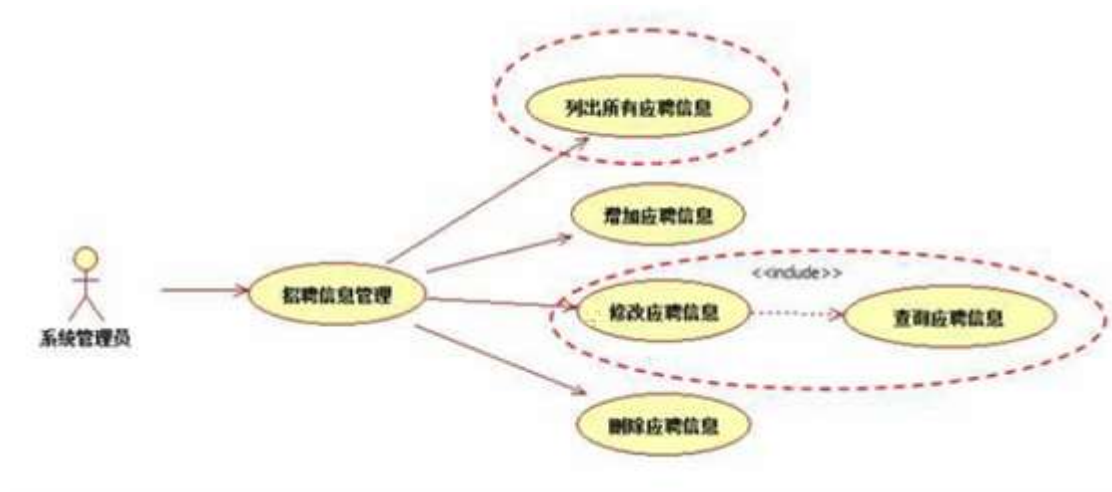 列出所有应聘信息
增加应聘信息
<<include>>
招聘信息管理
修改应聘信息
查询应聘信息
系统管理员
删除应聘信息